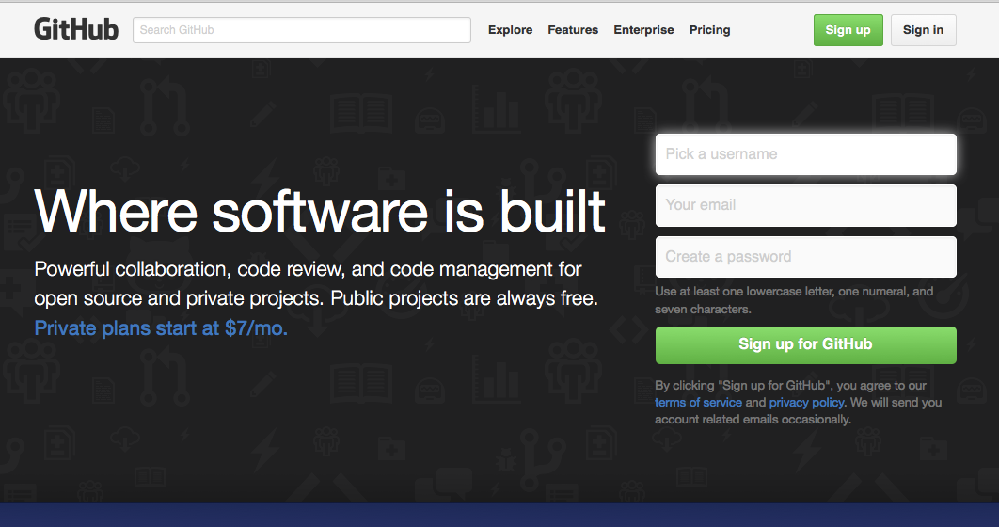 GitHub
Search GitHub
Explore
Features
Enterprise
Pricing
Sign up
Sign in
Where software is built
Powerful collaboration, code review, and code management for
open source and private projects. Public projects are always free.
Private plans start at $7/mo.
Pick a username
Your email
Create a password
Use at least one lowercase letter, one numeral, and
seven characters.
Sign up for GitHub
By clicking "Sign up for GitHub", you agree to our
terms of service and privacy policy. We will send you
account related emails occasionally.